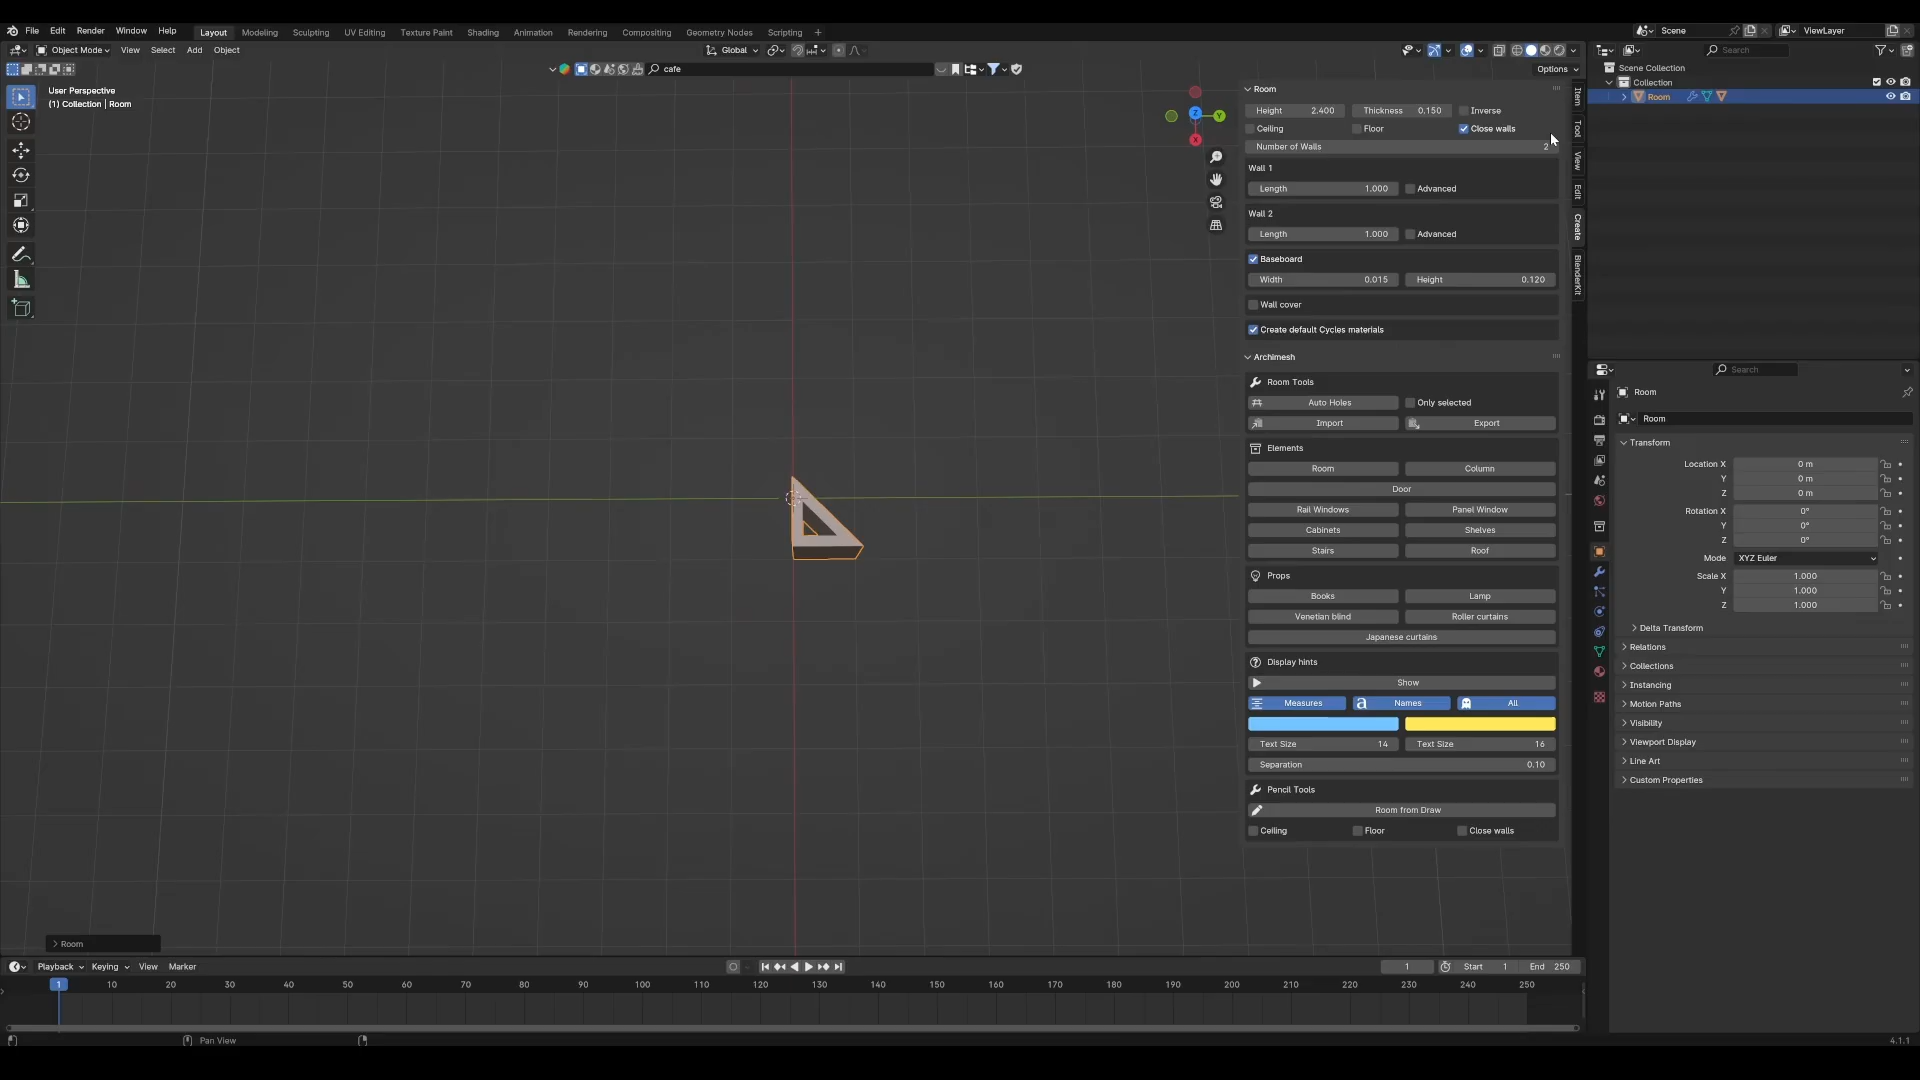 File Edit Render Window Help Layout Modeling Sculpting UV Editing Texture Paint Shading Animation Rendering Compositing Geometry Nodes Scripting + Scene ViewLayer
Object Mode View Select Add Object Global Search
cafe Options
User Perspective
(1) Collection | Room
Z
Y
X
Room
Height 2.400 Thickness 0.150 Inverse
Ceiling Floor Close walls
Number of Walls 2
Wall 1
Length 1.000 Advanced
Wall 2
Length 1.000 Advanced
Baseboard
Width 0.015 Height 0.120
Wall cover
Create default Cycles materials
Archimesh
Room Tools
Auto Holes Only selected
Import Export
Elements
Room Column
Door
Rail Windows Panel Window
Cabinets Shelves
Stairs Roof
Props
Books Lamp
Venetian blind Roller curtains
Japanese curtains
Display hints
Show
Measures a Names All
Text Size 14 Text Size 16
Separation 0.10
Pencil Tools
Room from Draw
Ceiling Floor Close walls
Item
Tool
View
Edit
Create
BlenderKit
Scene Collection
Collection
Room
Search
Room
Room
Transform
Location X 0 m
Y 0 m
Z 0 m
Rotation X 0°
Y 0°
Z 0°
Mode XYZ Euler
Scale X 1.000
Y 1.000
Z 1.000
Delta Transform
Relations
Collections
Instancing
Motion Paths
Visibility
Viewport Display
Line Art
Custom Properties
Room
Playback Keying View Marker 1 Start 1 End 250
1 10 20 30 40 50 60 70 80 90 100 110 120 130 140 150 160 170 180 190 200 210 220 230 240 250
Pan View 4.1.1